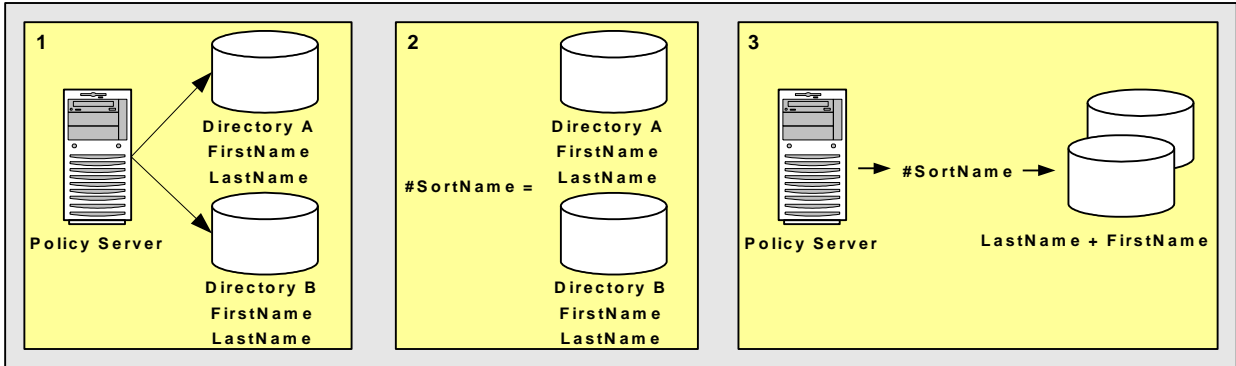 1
Directory A
FirstName
LastName
Policy Server
Directory B
FirstName
LastName
2
Directory A
FirstName
LastName
#SortName =
Directory B
FirstName
LastName
3
#SortName
Policy Server
LastName + FirstName